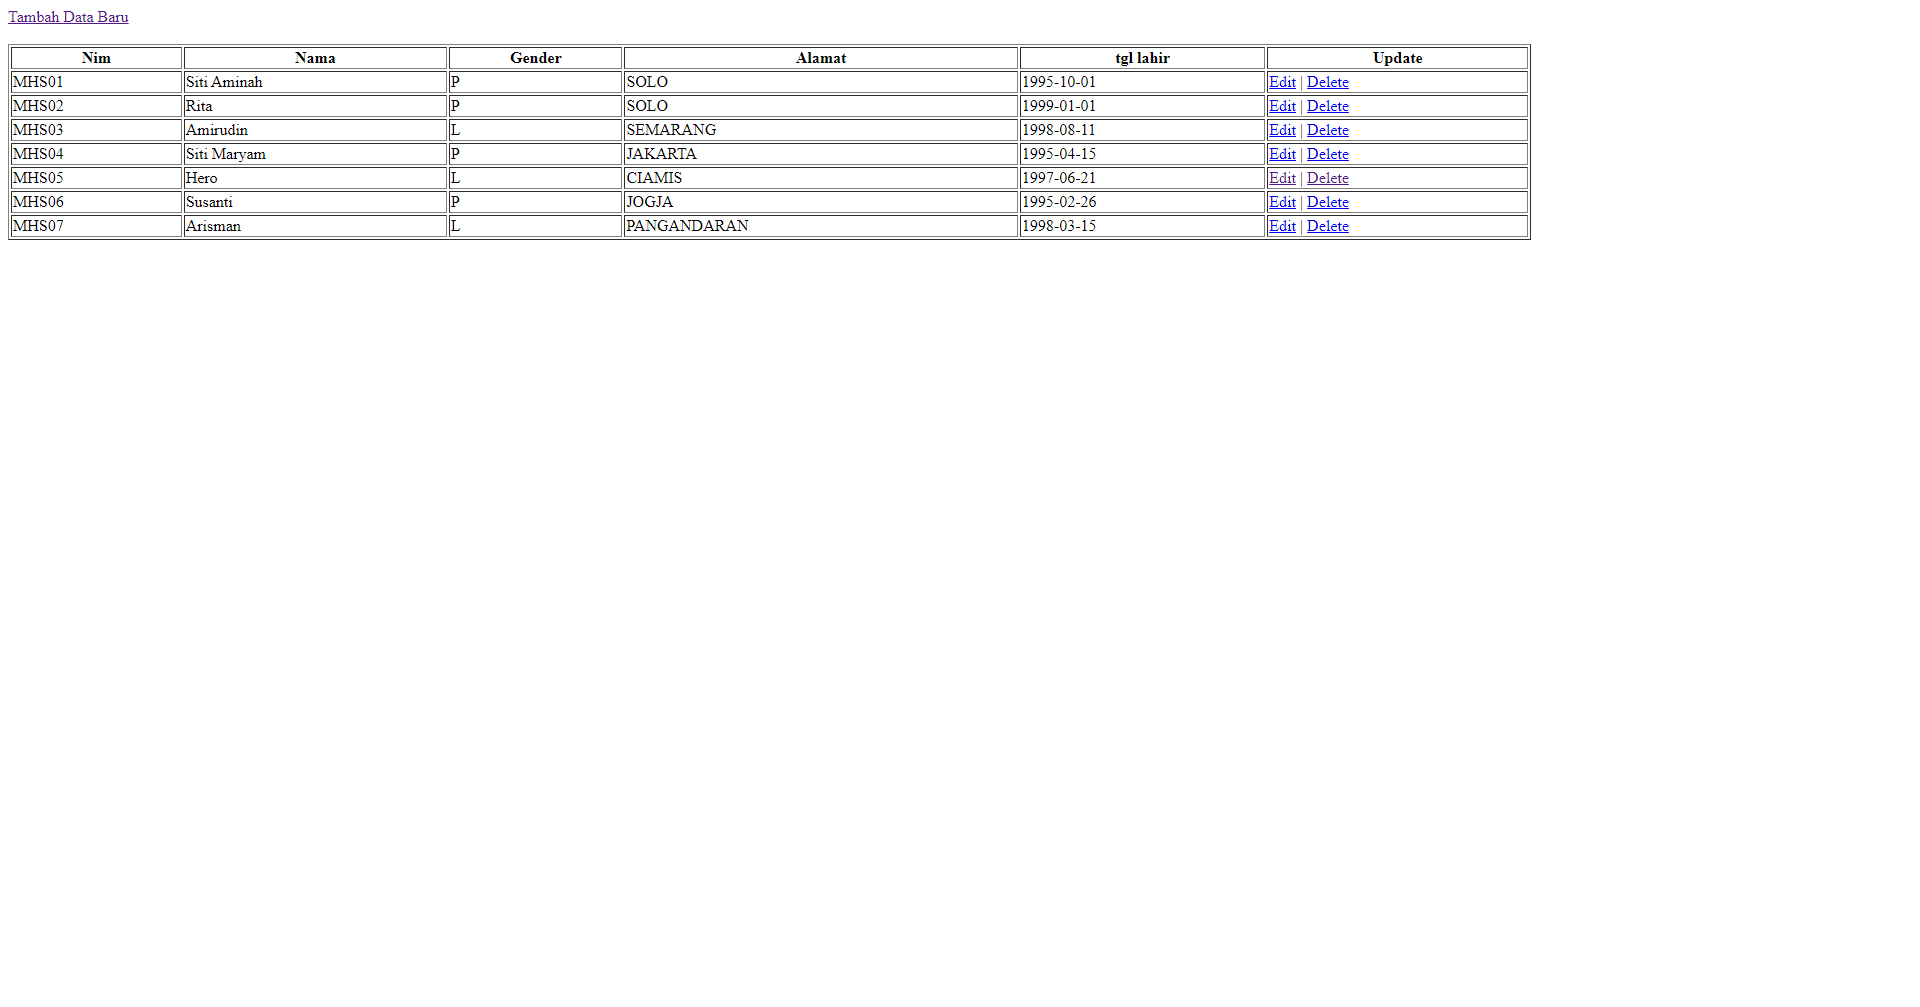 Tambah Data Baru
Nim Nama Gender Alamat tgl lahir Update
MHS01 Siti Aminah P SOLO 1995-10-01 Edit | Delete
MHS02 Rita P SOLO 1999-01-01 Edit | Delete
MHS03 Amirudin L SEMARANG 1998-08-11 Edit | Delete
MHS04 Siti Maryam P JAKARTA 1995-04-15 Edit | Delete
MHS05 Hero L CIAMIS 1997-06-21 Edit | Delete
MHS06 Susanti P JOGJA 1995-02-26 Edit | Delete
MHS07 Arisman L PANGANDARAN 1998-03-15 Edit | Delete